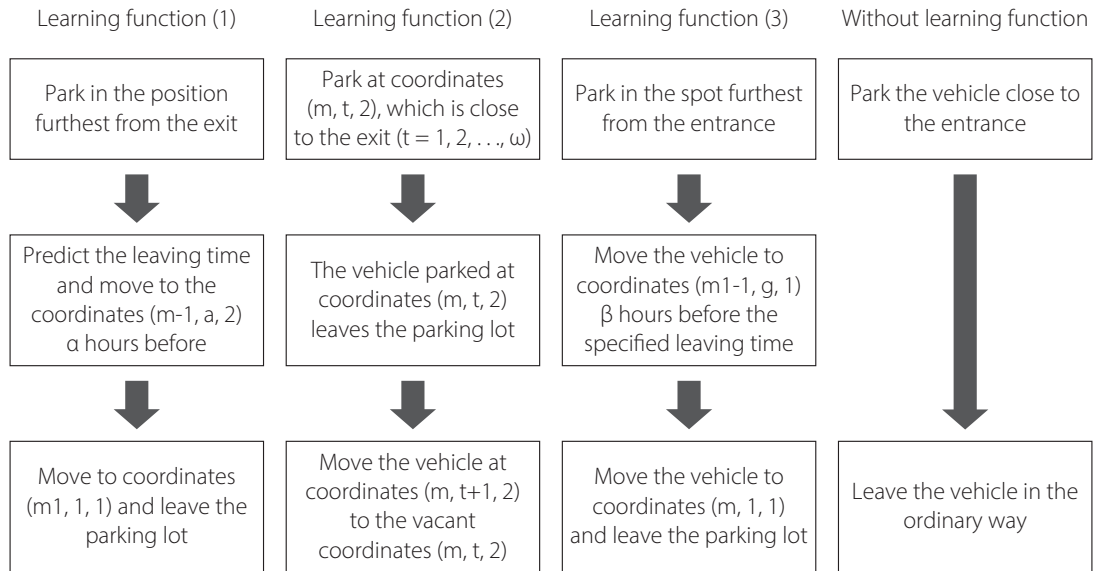 Learning function (1)
Learning function (2)
Learning function (3)
Without learning function
Park in the position
furthest from the exit
Park at coordinates
(m, t, 2), which is close
to the exit (t = 1, 2, . . ., ω)
Park in the spot furthest
from the entrance
Park the vehicle close to
the entrance
Predict the leaving time
and move to the
coordinates (m-1, a, 2)
α hours before
The vehicle parked at
coordinates (m, t, 2)
leaves the parking lot
Move the vehicle to
coordinates (m1-1, g, 1)
β hours before the
specified leaving time
Move to coordinates
(m1, 1, 1) and leave the
parking lot
Move the vehicle at
coordinates (m, t+1, 2)
to the vacant
coordinates (m, t, 2)
Move the vehicle to
coordinates (m, 1, 1)
and leave the parking lot
Leave the vehicle in the
ordinary way